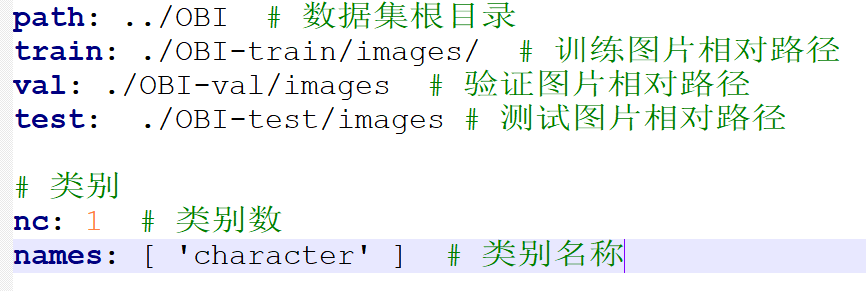 path: ../OBI  # 数据集根目录
train: ./OBI-train/images/  # 训练图片相对路径
val: ./OBI-val/images  # 验证图片相对路径
test:  ./OBI-test/images # 测试图片相对路径
# 类别
nc: 1  # 类别数
names: [ 'character' ]  # 类别名称